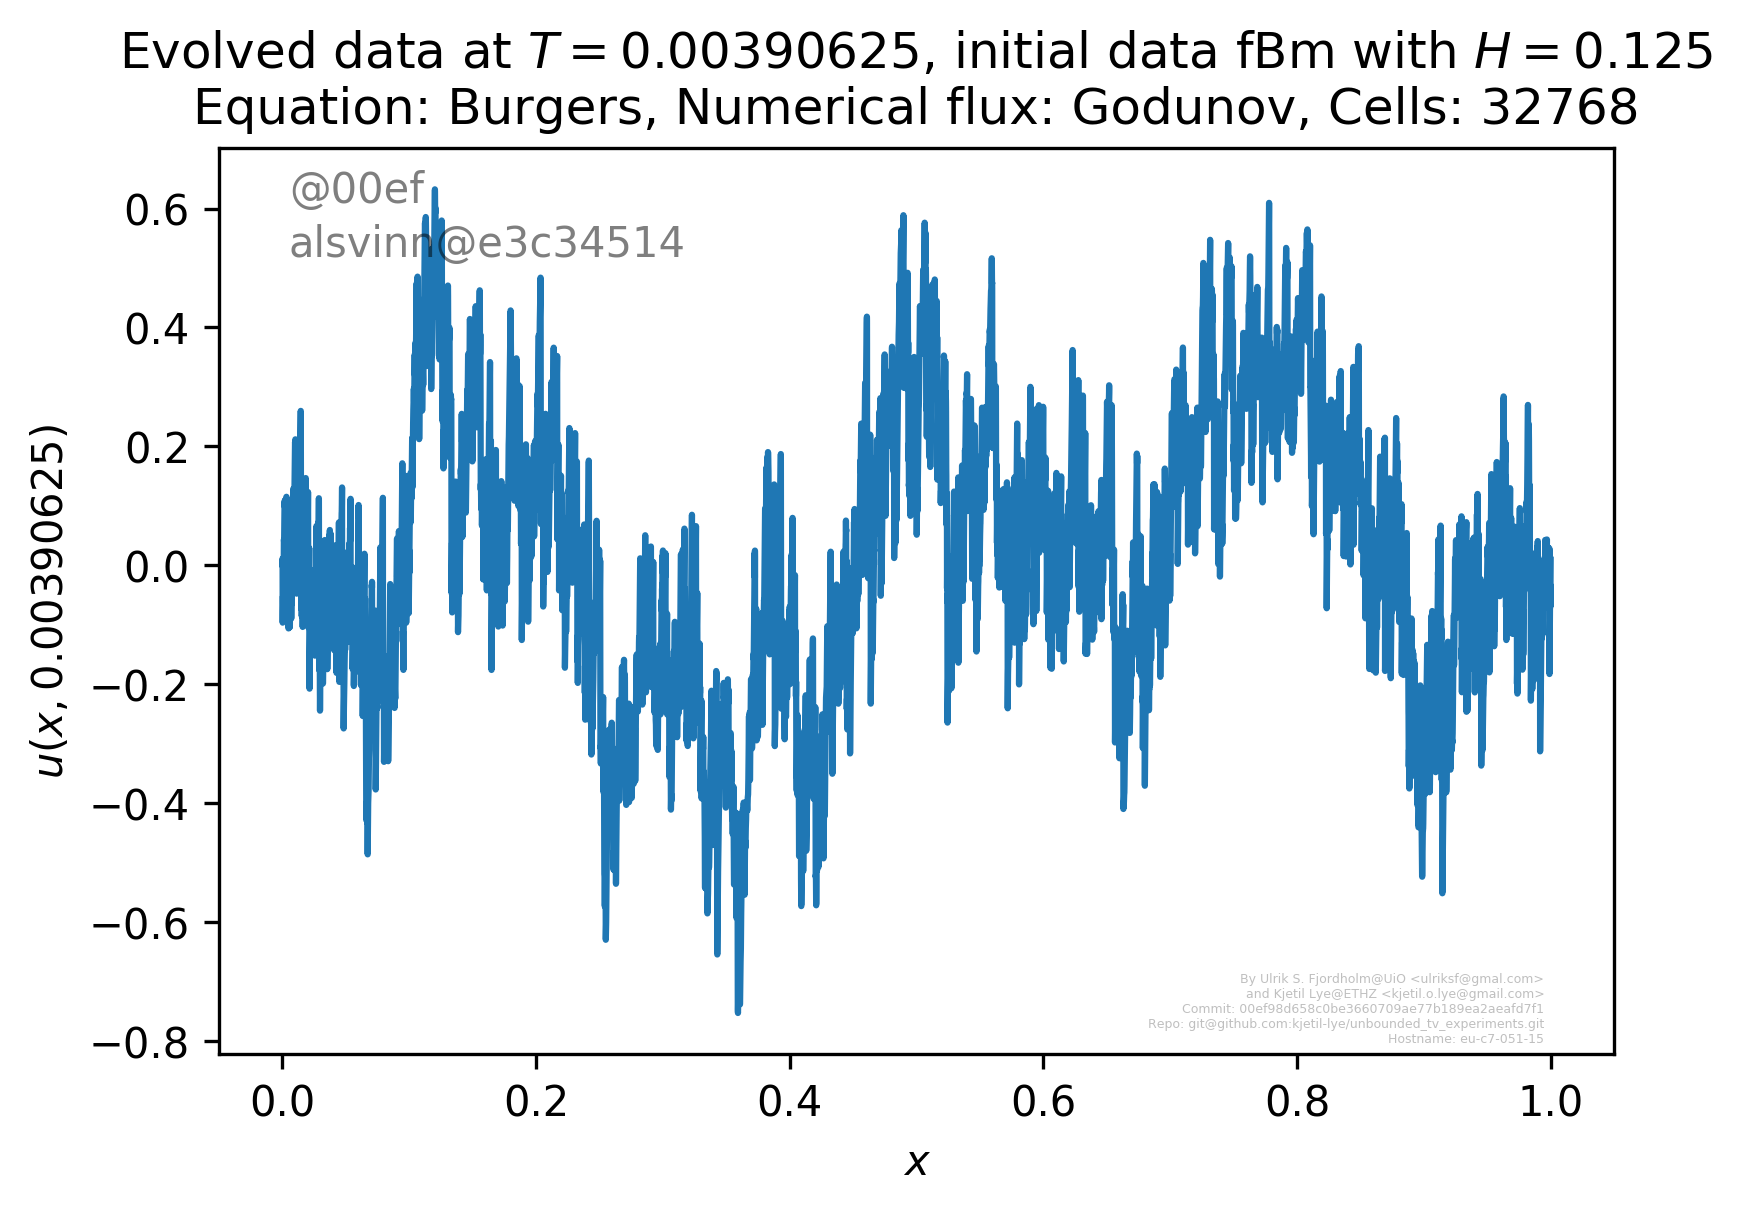 Evolved data at T = 0.00390625, initial data fBm with H = 0.125
Equation: Burgers, Numerical flux: Godunov, Cells: 32768
@00ef
alsvinn@e3c34514
0.6
0.4
0.2
0.0
−0.2
−0.4
−0.6
−0.8
u(x, 0.00390625)
By Ulrik S. Fjordholm@UiO <ulriksf@gmal.com>
and Kjetil Lye@ETHZ <kjetil.o.lye@gmail.com>
Commit: 00ef98d658c0be3660709ae77b189ea2aeafd7f1
Repo: git@github.com:kjetil-lye/unbounded_tv_experiments.git
Hostname: eu-c7-051-15
0.0 0.2 0.4 0.6 0.8 1.0
x